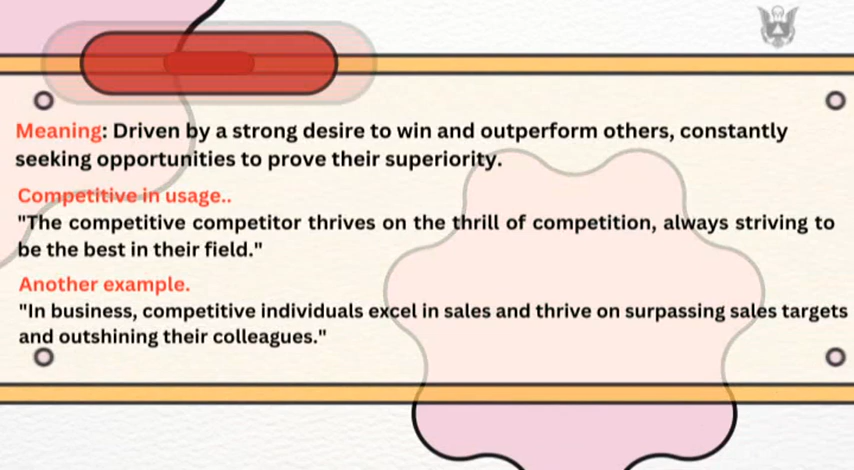 Meaning: Driven by a strong desire to win and outperform others, constantly
seeking opportunities to prove their superiority.
Competitive in usage..
"The competitive competitor thrives on the thrill of competition, always striving to
be the best in their field."
Another example.
"In business, competitive individuals excel in sales and thrive on surpassing sales targets
and outshining their colleagues."